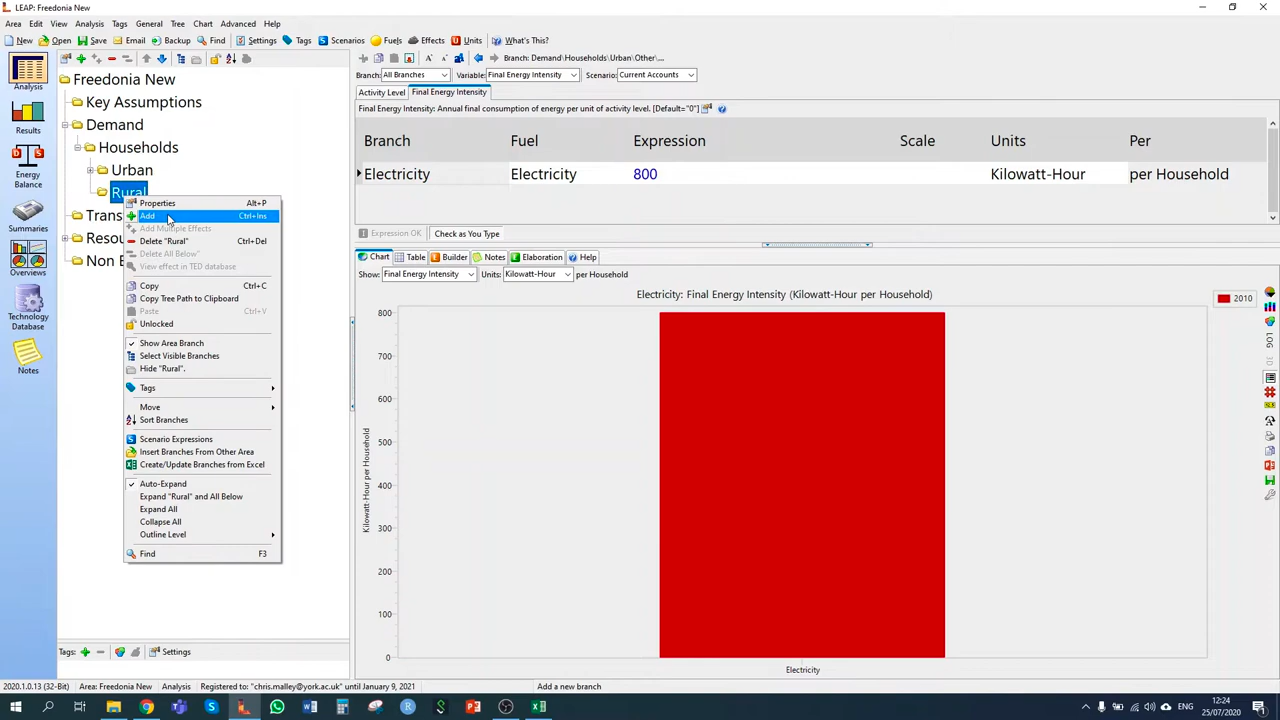 LEAP: Freedonia New
Area Edit View Analysis Tags General Tree Chart Advanced Help
New Open Save Email Backup Find Settings Tags Scenarios Fuels Effects Units What's This?
Analysis
Results
Energy
Balance
Summaries
Overviews
Technology
Database
Notes
Freedonia New
Key Assumptions
Demand
Households
Urban
Rural
Trans
Resou
Non E
Properties Alt+P
Add Ctrl+Ins
Add Multiple Effects
Delete "Rural" Ctrl+Del
Delete "All Below"
View effect in TED database
Copy Ctrl+C
Copy Tree Path to Clipboard
Paste Ctrl+V
Unlocked
Show Area Branch
Select Visible Branches
Hide "Rural".
Tags
Move
Sort Branches
Scenario Expressions
Insert Branches From Other Area
Create/Update Branches from Excel
Auto-Expand
Expand "Rural" and All Below
Expand All
Collapse All
Outline Level
Find F3
Tags: Settings
Branch: Demand\Households\Urban\Other\...
Branch: All Branches Variable: Final Energy Intensity Scenario: Current Accounts
Activity Level Final Energy Intensity
Final Energy Intensity: Annual final consumption of energy per unit of activity level. [Default="0"]
Branch Fuel Expression Scale Units Per
Electricity Electricity 800 Kilowatt-Hour per Household
Expression OK Check as You Type
Chart Table Builder Notes Elaboration Help
Show: Final Energy Intensity Units: Kilowatt-Hour per Household
Electricity: Final Energy Intensity (Kilowatt-Hour per Household)
2010
800
700
600
500
400
300
200
100
0
Kilowatt-Hour per Household
Electricity
LOG
2020.1.0.13 (32-Bit) Area: Freedonia New Analysis Registered to: "chris.malley@york.ac.uk" until January 9, 2021 Add a new branch
12:24
25/07/2020